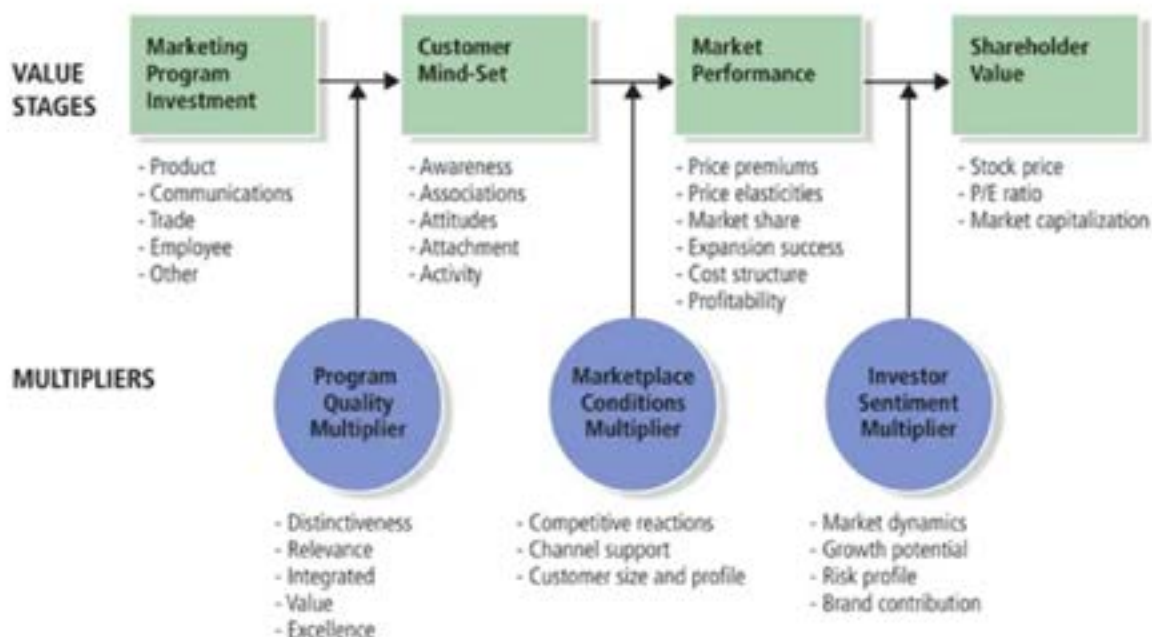 VALUE
STAGES
Marketing
Program
Investment
- Product
- Communications
- Trade
- Employee
- Other
Customer
Mind-Set
- Awareness
- Associations
- Attitudes
- Attachment
- Activity
Market
Performance
- Price premiums
- Price elasticities
- Market share
- Expansion success
- Cost structure
- Profitability
Shareholder
Value
- Stock price
- P/E ratio
- Market capitalization
MULTIPLIERS
Program
Quality
Multiplier
- Distinctiveness
- Relevance
- Integrated
- Value
- Excellence
Marketplace
Conditions
Multiplier
- Competitive reactions
- Channel support
- Customer size and profile
Investor
Sentiment
Multiplier
- Market dynamics
- Growth potential
- Risk profile
- Brand contribution